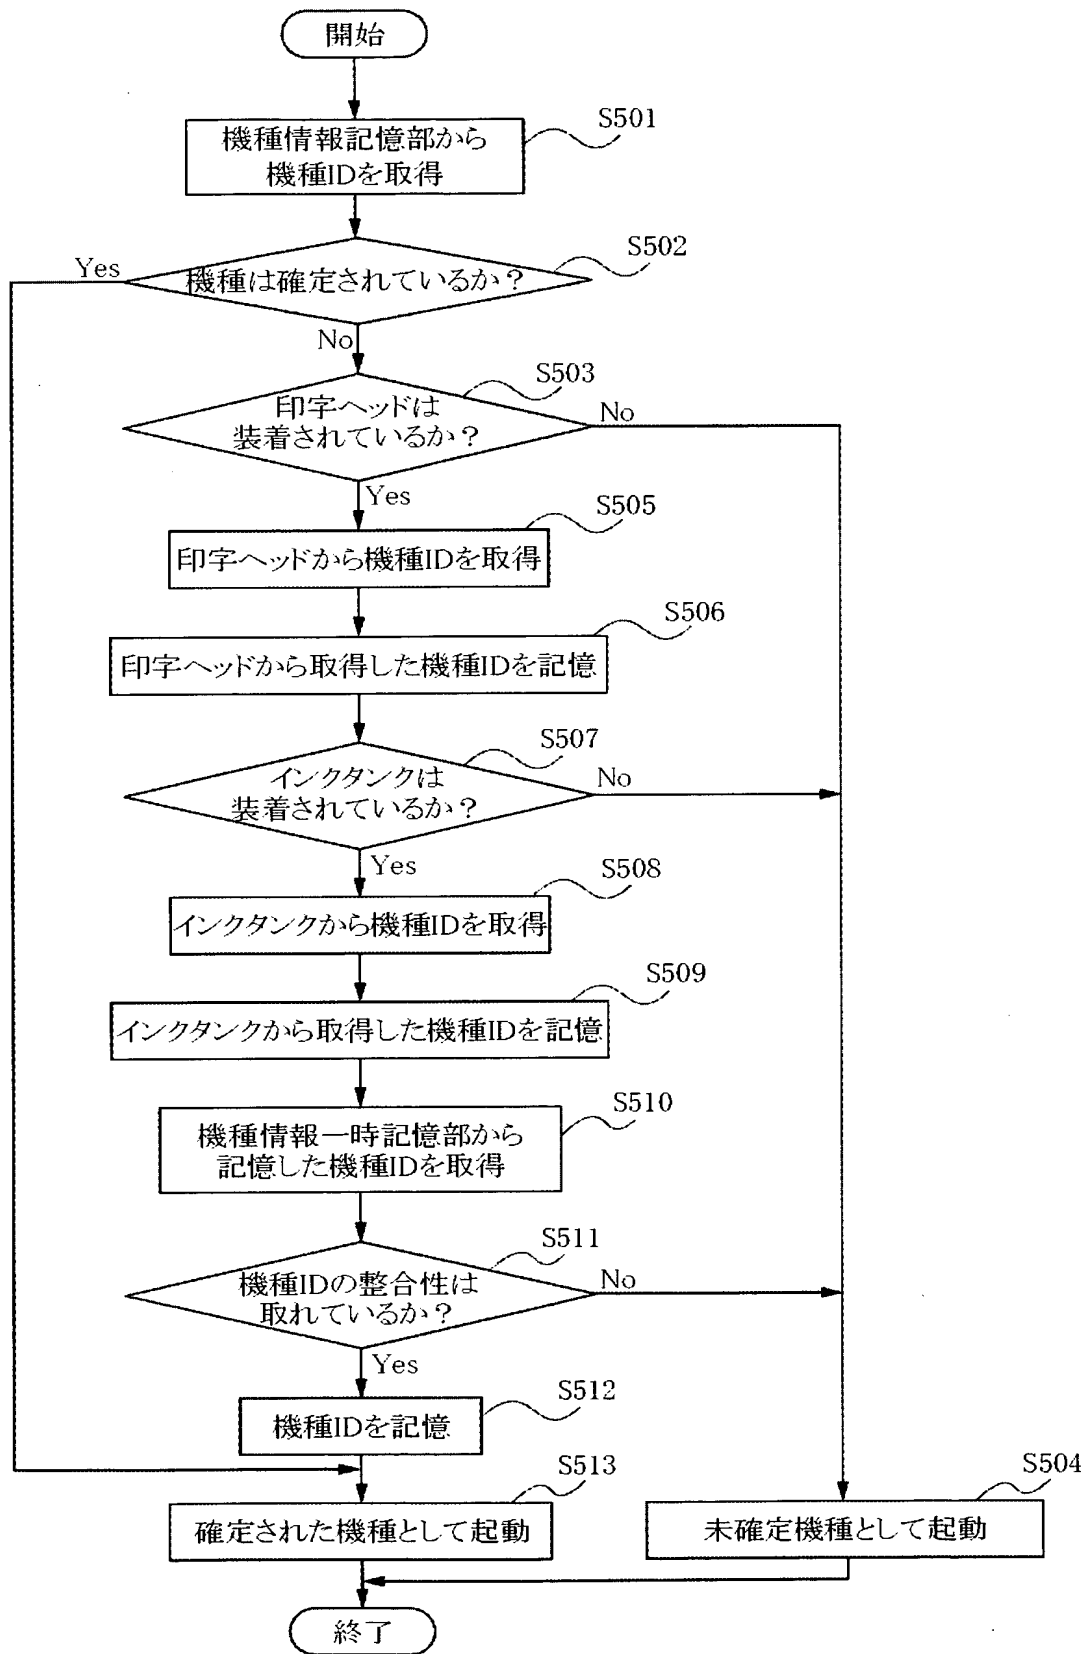 開始
S501
機種情報記憶部から
機種IDを取得
S502
Yes
機種は確定されているか？
No
S503
印字ヘッドは
装着されているか？
No
Yes
S505
印字ヘッドから機種IDを取得
S506
印字ヘッドから取得した機種IDを記憶
S507
インクタンクは
装着されているか？
No
Yes
S508
インクタンクから機種IDを取得
S509
インクタンクから取得した機種IDを記憶
S510
機種情報一時記憶部から
記憶した機種IDを取得
S511
機種IDの整合性は
取れているか？
No
Yes
S512
機種IDを記憶
S513
確定された機種として起動
S504
未確定機種として起動
終了